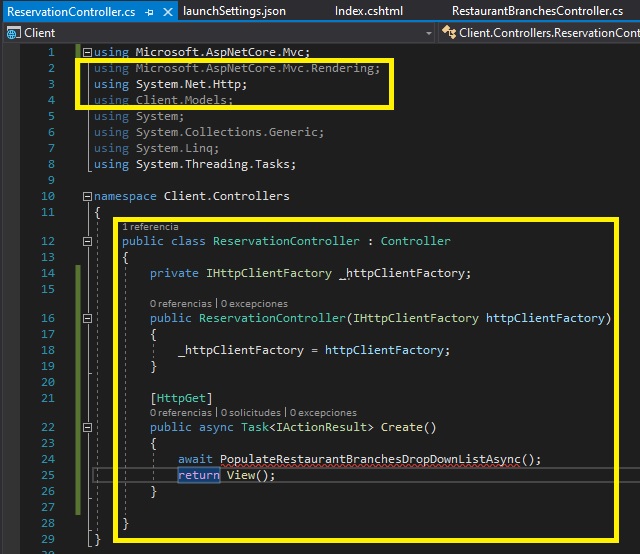 ReservationController.cs launchSettings.json Index.cshtml RestaurantBranchesController.cs
Client Client.Controllers.ReservationCont
1 using Microsoft.AspNetCore.Mvc;
2 using Microsoft.AspNetCore.Mvc.Rendering;
3 using System.Net.Http;
4 using Client.Models;
5 using System;
6 using System.Collections.Generic;
7 using System.Linq;
8 using System.Threading.Tasks;
9
10 namespace Client.Controllers
11 {
1 referencia
12 public class ReservationController : Controller
13 {
14 private IHttpClientFactory _httpClientFactory;
15
0 referencias | 0 excepciones
16 public ReservationController(IHttpClientFactory httpClientFactory)
17 {
18 _httpClientFactory = httpClientFactory;
19 }
20
21 [HttpGet]
0 referencias | 0 solicitudes | 0 excepciones
22 public async Task<IActionResult> Create()
23 {
24 await PopulateRestaurantBranchesDropDownListAsync();
25 return View();
26 }
27
28 }
29 }